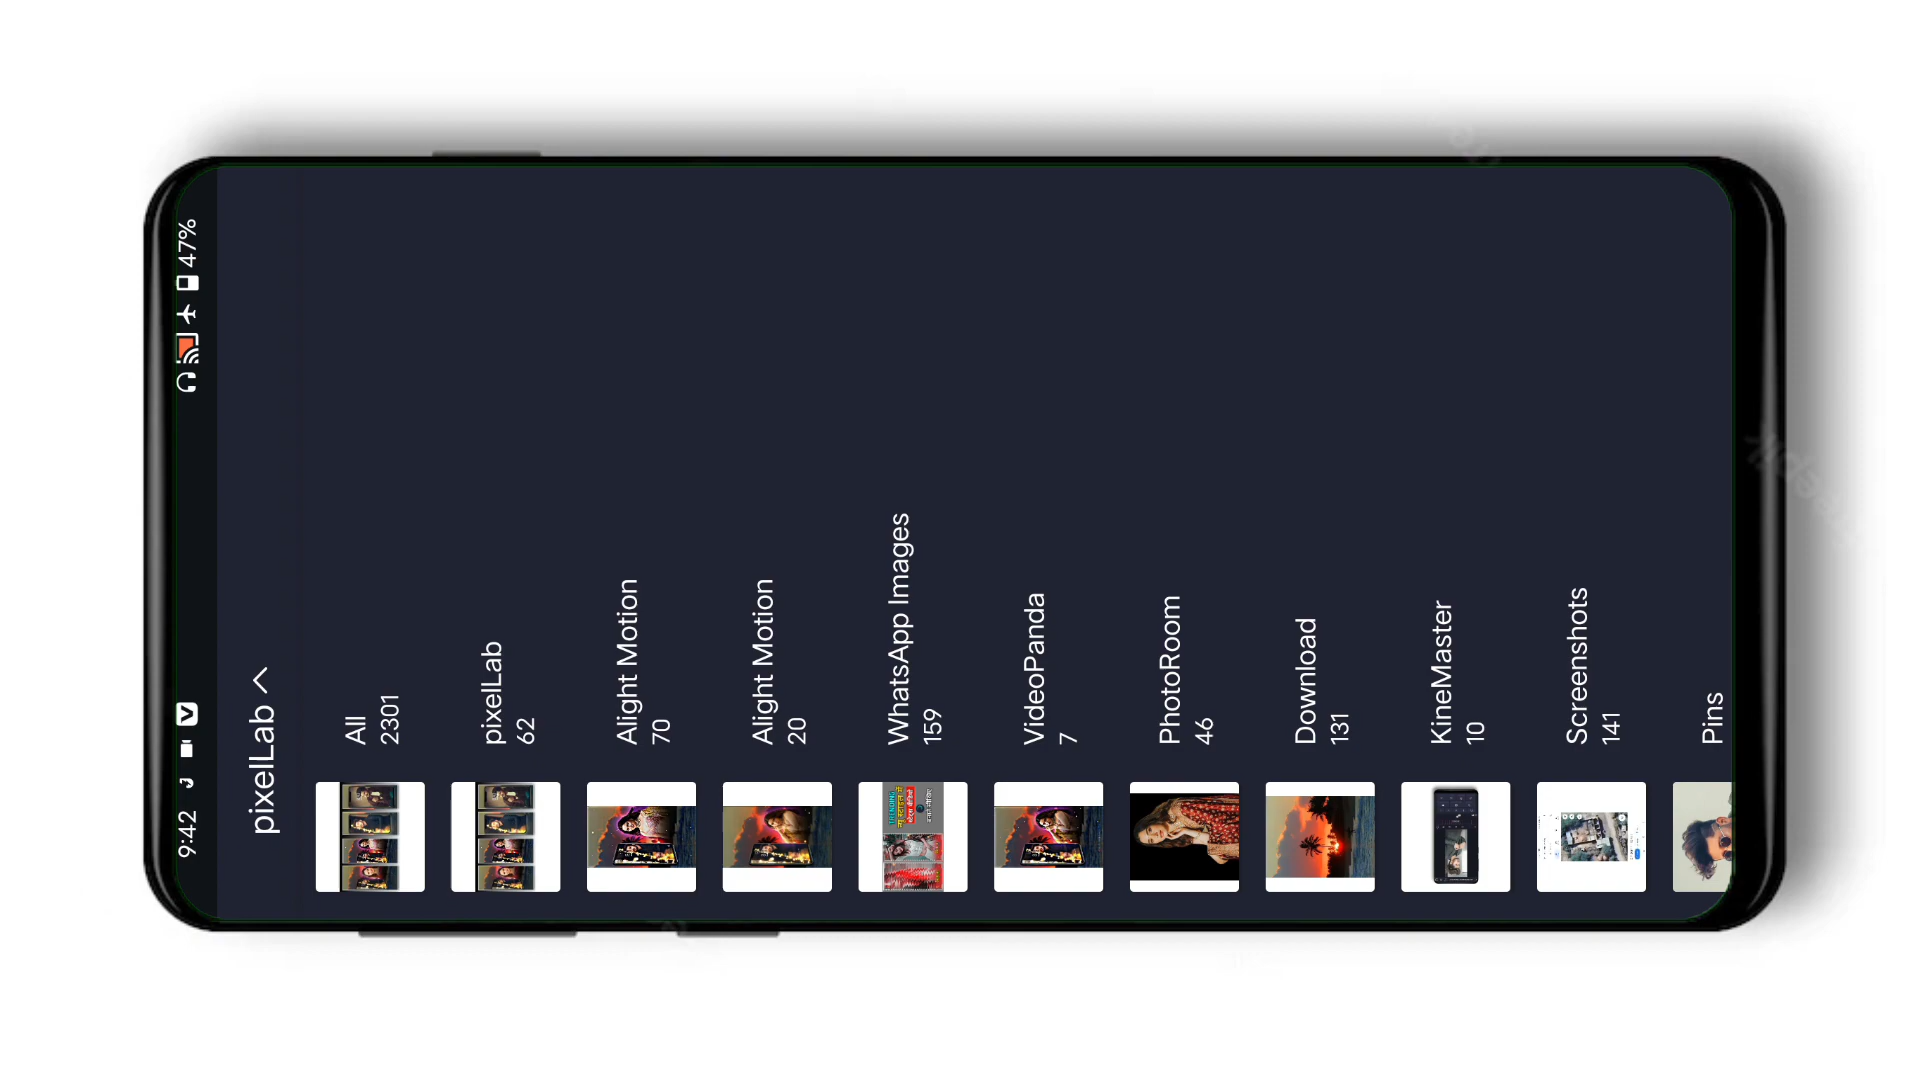 9:42
47%
pixelLab
All
2301
pixelLab
62
Alight Motion
70
Alight Motion
20
WhatsApp Images
159
VideoPanda
7
PhotoRoom
46
Download
131
KineMaster
10
Screenshots
141
Pins